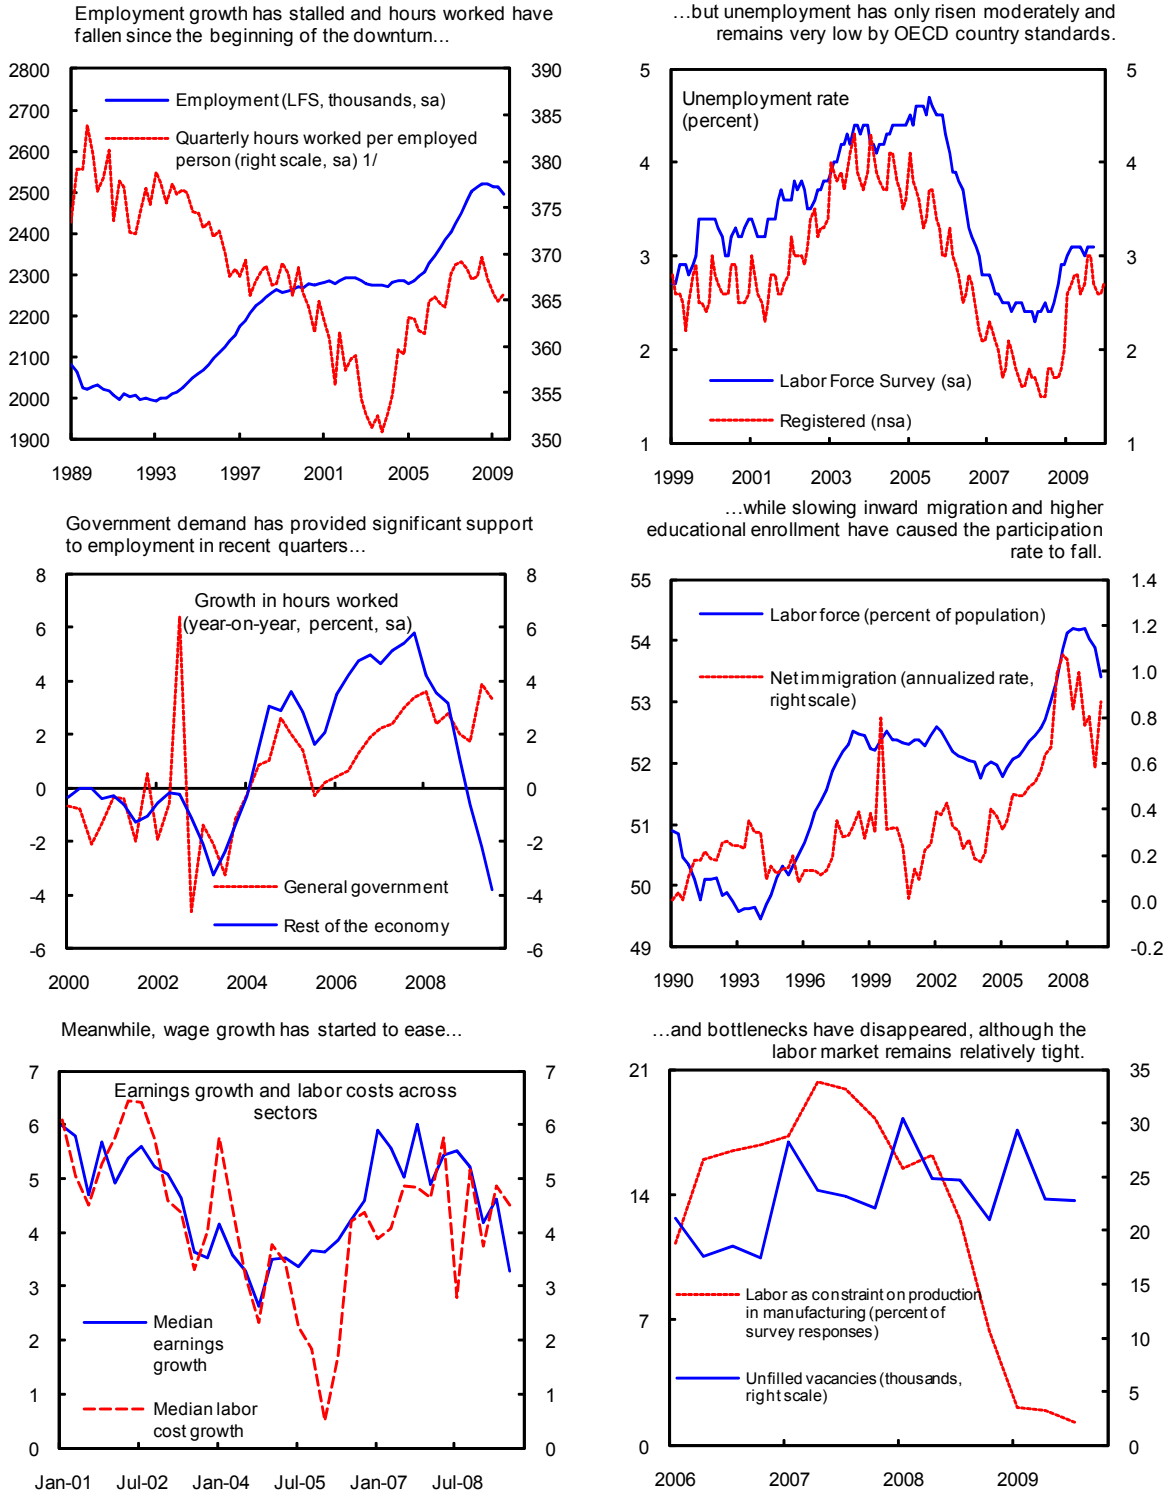 Employment growth has stalled and hours worked have
fallen since the beginning of the downturn...
2800
2700
2600
2500
2400
2300
2200
2100
2000
1900
390
385
380
375
370
365
360
355
350
Employment (LFS, thousands, sa)
Quarterly hours worked per employed
person (right scale, sa) 1/
1989 1993 1997 2001 2005 2009
...but unemployment has only risen moderately and
remains very low by OECD country standards.
5
4
3
2
1
5
4
3
2
1
Unemployment rate
(percent)
Labor Force Survey (sa)
Registered (nsa)
1999 2001 2003 2005 2007 2009
Government demand has provided significant support
to employment in recent quarters...
8
6
4
2
0
-2
-4
-6
8
6
4
2
0
-2
-4
-6
Growth in hours worked
(year-on-year, percent, sa)
General government
Rest of the economy
2000 2002 2004 2006 2008
...while slowing inward migration and higher
educational enrollment have caused the participation
rate to fall.
55
54
53
52
51
50
49
1.4
1.2
1.0
0.8
0.6
0.4
0.2
0.0
-0.2
Labor force (percent of population)
Net immigration (annualized rate,
right scale)
1990 1993 1996 1999 2002 2005 2008
Meanwhile, wage growth has started to ease...
7
6
5
4
3
2
1
0
7
6
5
4
3
2
1
0
Earnings growth and labor costs across
sectors
Median
earnings
growth
Median labor
cost growth
Jan-01 Jul-02 Jan-04 Jul-05 Jan-07 Jul-08
...and bottlenecks have disappeared, although the
labor market remains relatively tight.
21
14
7
0
35
30
25
20
15
10
5
0
Labor as constraint on production
in manufacturing (percent of
survey responses)
Unfilled vacancies (thousands,
right scale)
2006 2007 2008 2009